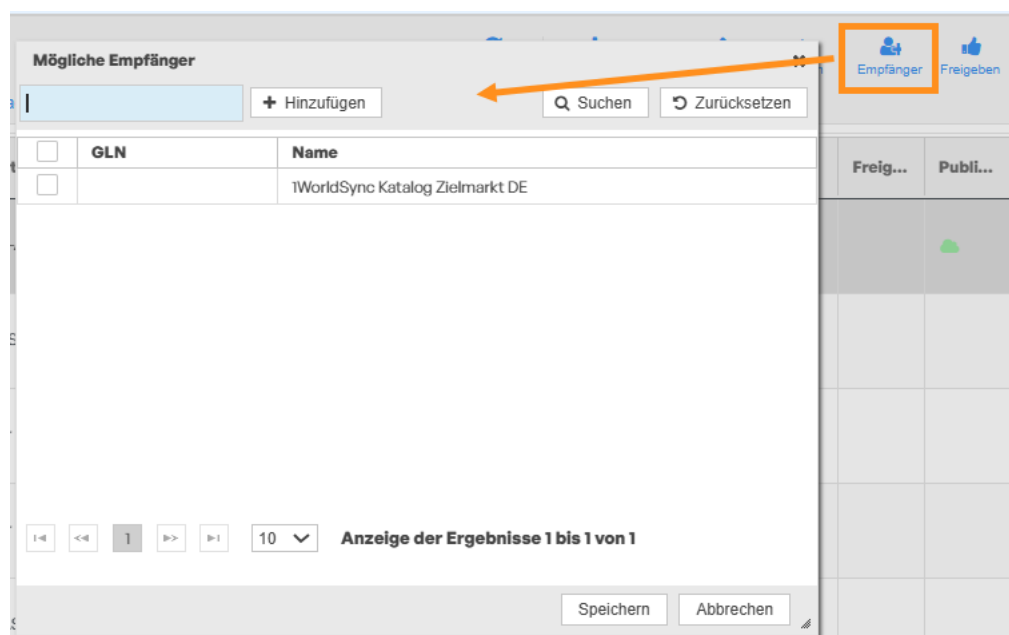 Mögliche Empfänger
Empfänger
Freigeben
Hinzufügen
Suchen
Zurücksetzen
GLN
Name
Freig...
Publi...
1WorldSync Katalog Zielmarkt DE
1
10
Anzeige der Ergebnisse 1 bis 1 von 1
Speichern
Abbrechen